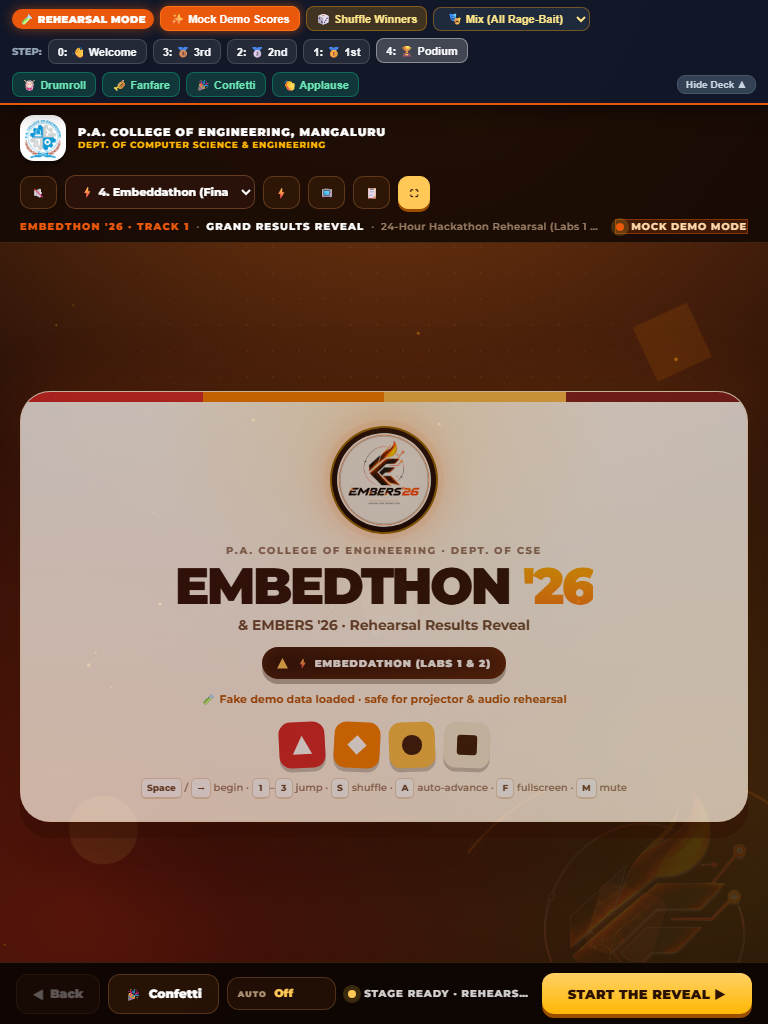 🧪 REHEARSAL MODE
✨ Mock Demo Scores
🎲 Shuffle Winners
🎭 Mix (All Rage-Bait)
STEP:
0: 👋 Welcome
3: 🥉 3rd
2: 🥈 2nd
1: 🥇 1st
4: 🏆 Podium
🥁 Drumroll
🎺 Fanfare
🎉 Confetti
👏 Applause
Hide Deck ▲
P.A. COLLEGE OF ENGINEERING, MANGALURU
DEPT. OF COMPUTER SCIENCE & ENGINEERING
⚡ 4. Embeddathon (Fina
EMBEDTHON '26 · TRACK 1 · GRAND RESULTS REVEAL · 24-Hour Hackathon Rehearsal (Labs 1 ...
MOCK DEMO MODE
EMBERS'26
P.A. COLLEGE OF ENGINEERING · DEPT. OF CSE
EMBEDTHON '26
& EMBERS '26 · Rehearsal Results Reveal
▲ ⚡ EMBEDDATHON (LABS 1 & 2)
🧪 Fake demo data loaded · safe for projector & audio rehearsal
Space / → begin · 1–3 jump · S shuffle · A auto-advance · F fullscreen · M mute
◀ Back
🎉 Confetti
AUTO Off
STAGE READY · REHEARS...
START THE REVEAL ▶